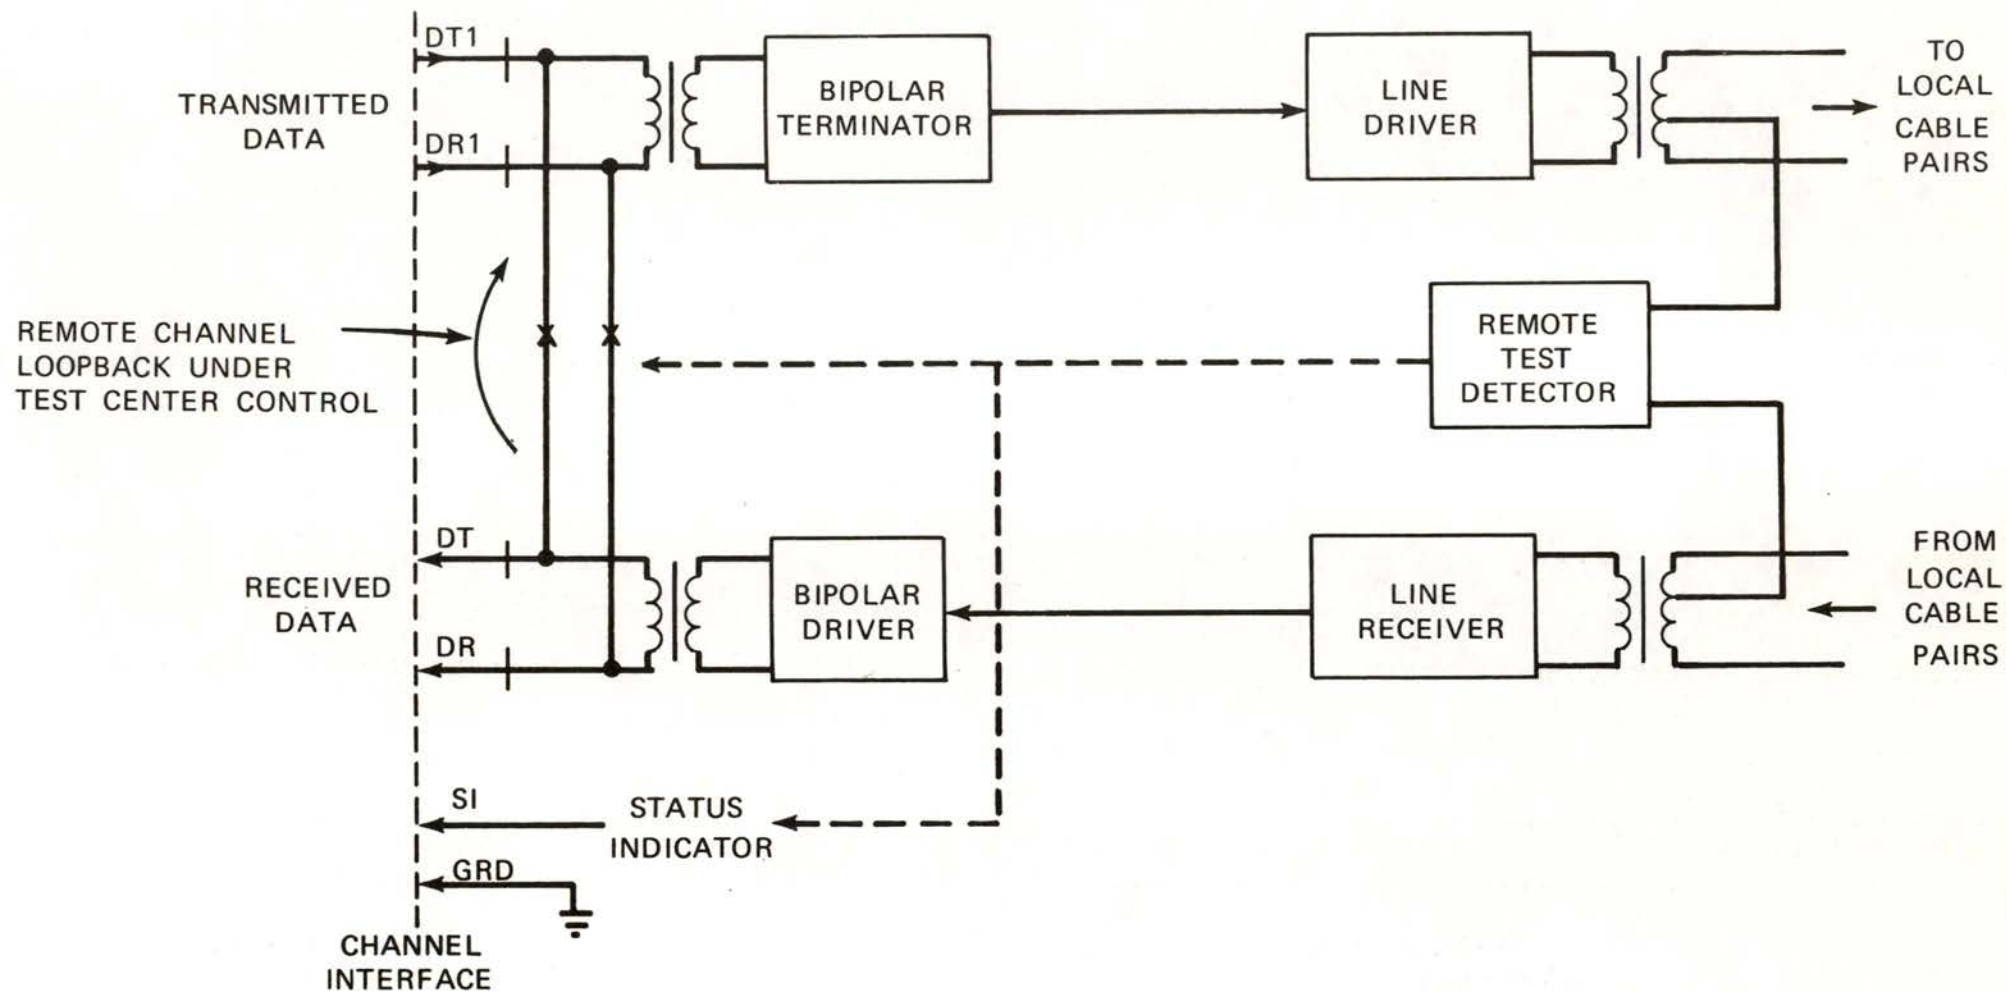 DT1
TRANSMITTED
DATA
DR1
BIPOLAR
TERMINATOR
LINE
DRIVER
TO
LOCAL
CABLE
PAIRS
REMOTE CHANNEL
LOOPBACK UNDER
TEST CENTER CONTROL
REMOTE
TEST
DETECTOR
DT
RECEIVED
DATA
DR
BIPOLAR
DRIVER
LINE
RECEIVER
FROM
LOCAL
CABLE
PAIRS
SI
STATUS
INDICATOR
GRD
CHANNEL
INTERFACE